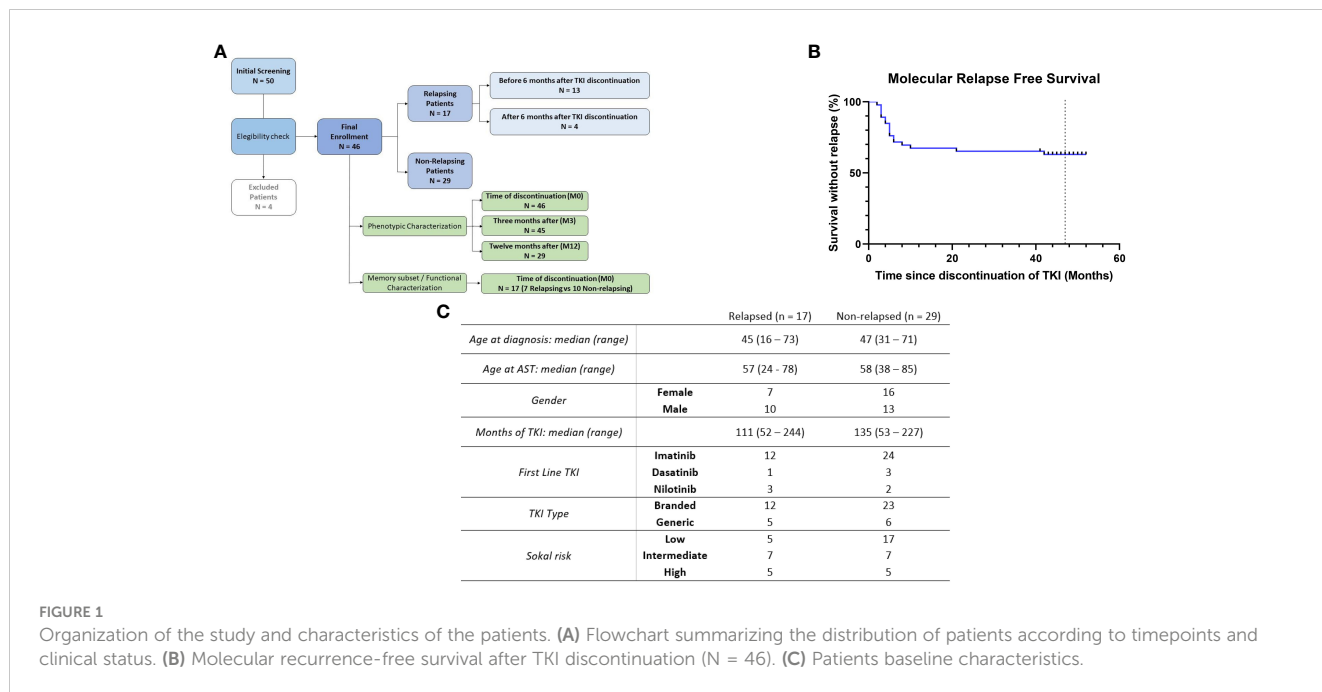 A
Initial Screening
N = 50
Elegibility check
Excluded
Patients
N = 4
Final
Enrollment
N = 46
Relapsing
Patients
N = 17
Before 6 months after TKI discontinuation
N = 13
After 6 months after TKI discontinuation
N = 4
Non-Relapsing
Patients
N = 29
Phenotypic Characterization
Time of discontinuation (M0)
N = 46
Three months after (M3)
N = 45
Twelve months after (M12)
N = 29
Memory subset / Functional
Characterization
Time of discontinuation (M0)
N = 17 (7 Relapsing vs 10 Non-relapsing)
B
Molecular Relapse Free Survival
Survival without relapse (%)
100
50
0
0 20 40 60
Time since discontinuation of TKI (Months)
C
Relapsed (n = 17) Non-relapsed (n = 29)
Age at diagnosis: median (range) 45 (16 – 73) 47 (31 – 71)
Age at AST: median (range) 57 (24 - 78) 58 (38 – 85)
Gender
Female 7 16
Male 10 13
Months of TKI: median (range) 111 (52 – 244) 135 (53 – 227)
First Line TKI
Imatinib 12 24
Dasatinib 1 3
Nilotinib 3 2
TKI Type
Branded 12 23
Generic 5 6
Sokal risk
Low 5 17
Intermediate 7 7
High 5 5
FIGURE 1
Organization of the study and characteristics of the patients. (A) Flowchart summarizing the distribution of patients according to timepoints and
clinical status. (B) Molecular recurrence-free survival after TKI discontinuation (N = 46). (C) Patients baseline characteristics.